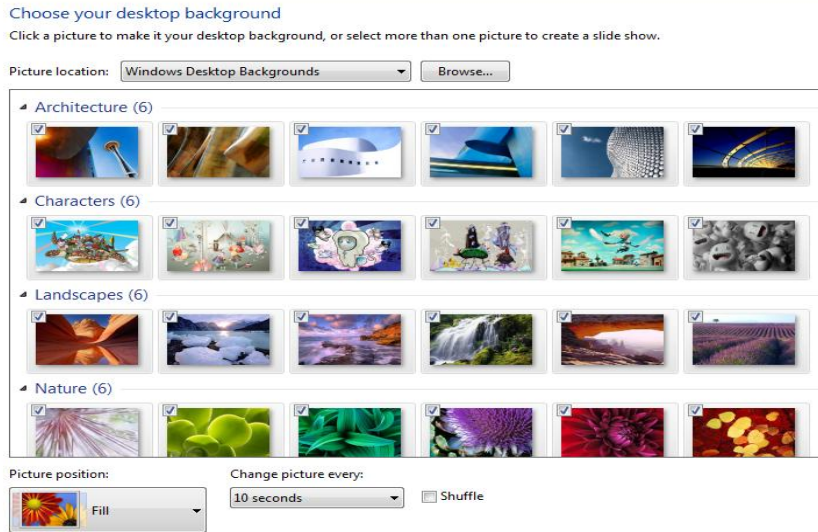 Choose your desktop background
Click a picture to make it your desktop background, or select more than one picture to create a slide show.
Picture location: Windows Desktop Backgrounds Browse...
Architecture (6)
Characters (6)
Landscapes (6)
Nature (6)
Picture position: Change picture every:
Fill 10 seconds Shuffle